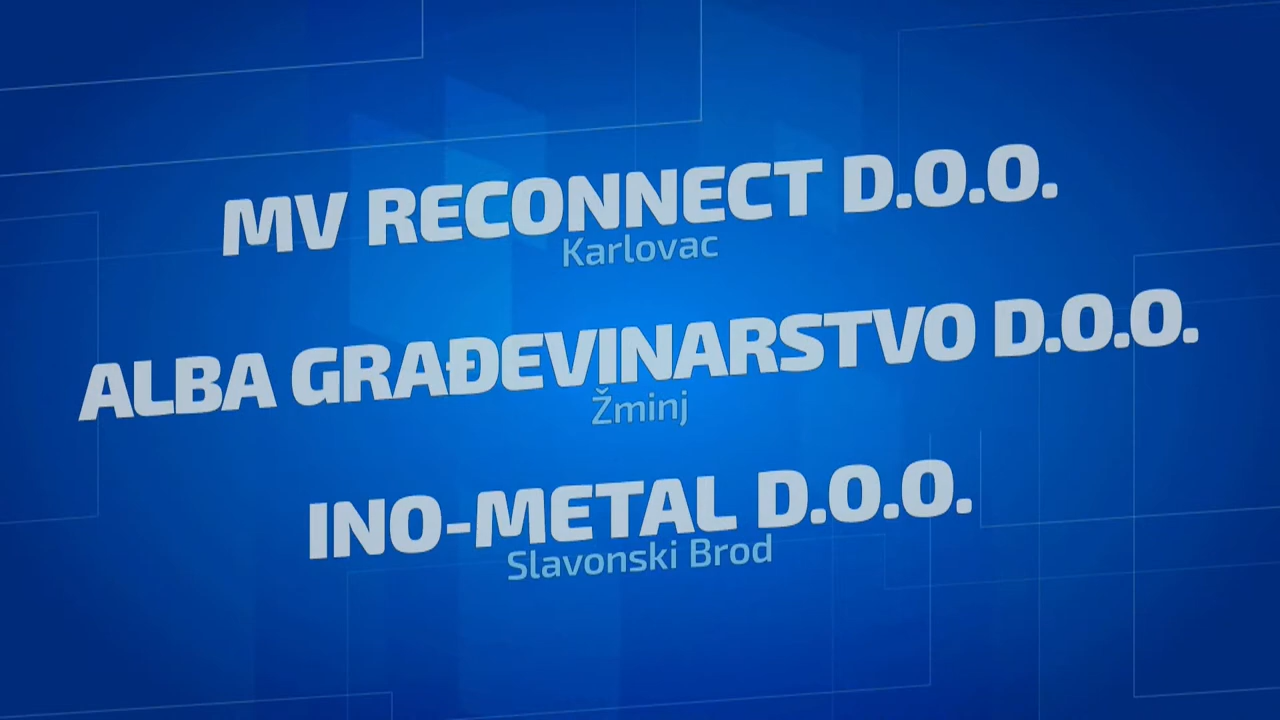 MV RECONNECT D.O.O.
Karlovac
ALBA GRAĐEVINARSTVO D.O.O.
Žminj
INO-METAL D.O.O.
Slavonski Brod